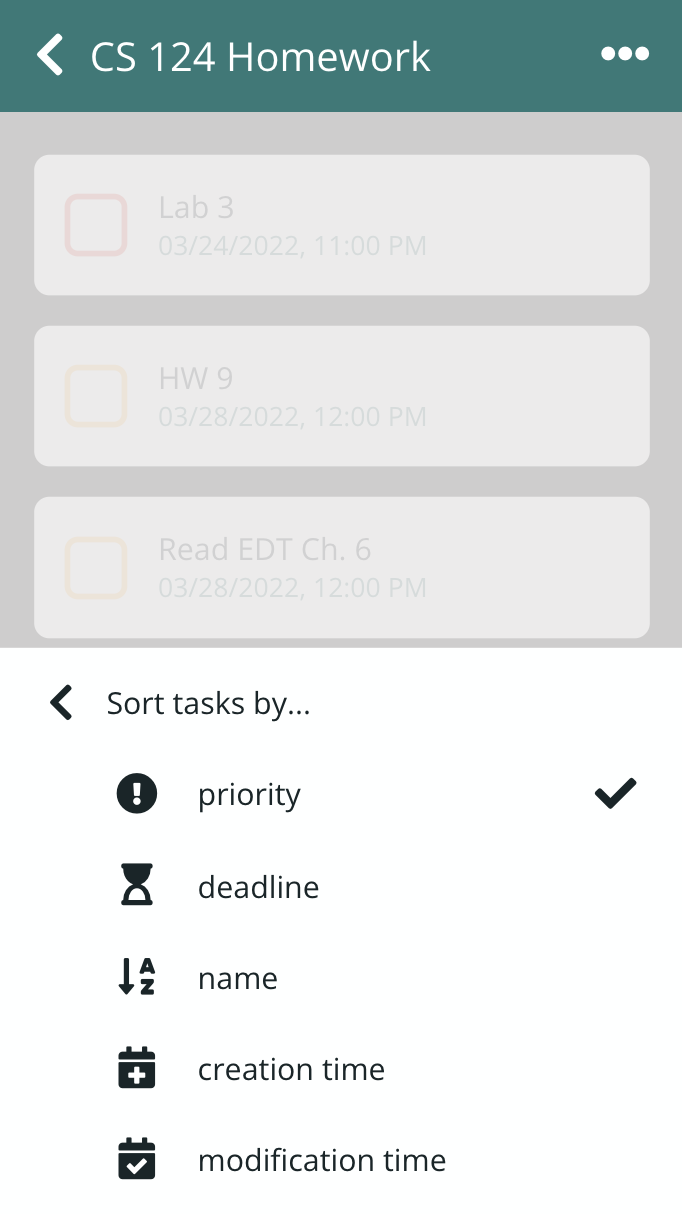 CS 124 Homework
Lab 3
03/24/2022, 11:00 PM
HW 9
03/28/2022, 12:00 PM
Read EDT Ch. 6
03/28/2022, 12:00 PM
Sort tasks by...
priority
deadline
name
creation time
modification time